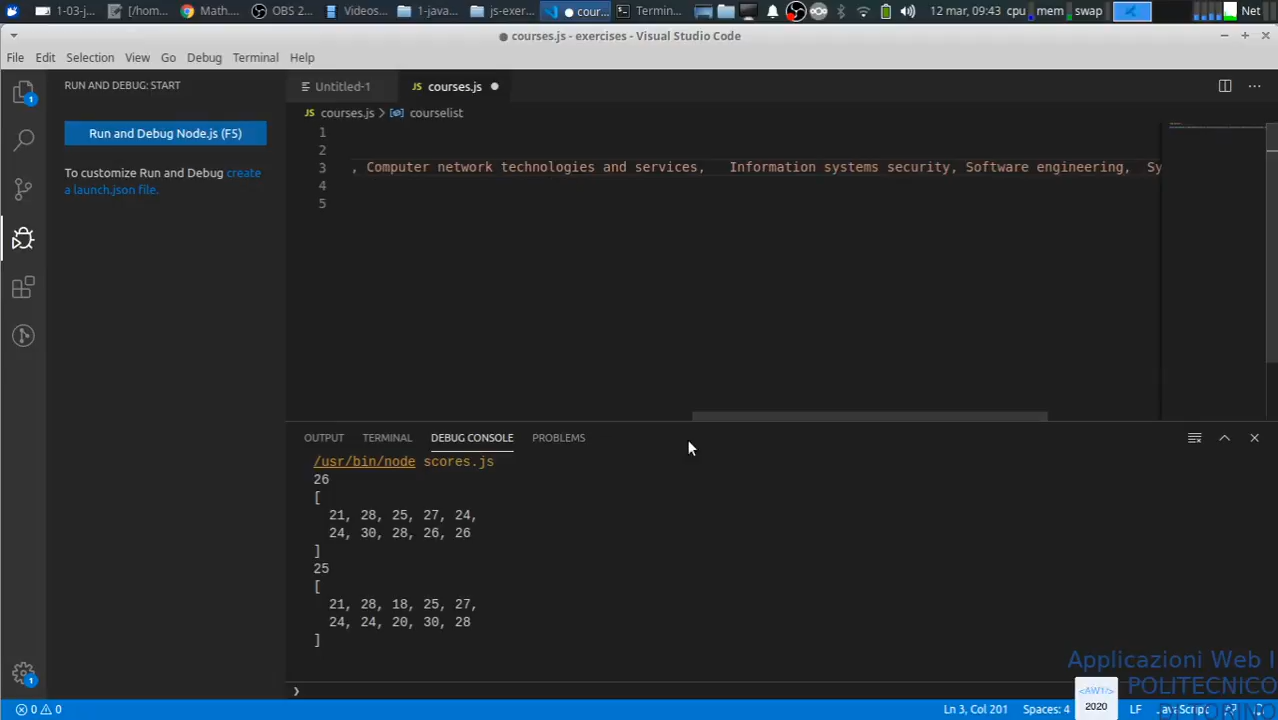 1-03-j...
[/hom...
Math....
OBS 2...
Videos...
1-java...
js-exer...
● cour...
Termin...
12 mar, 09:43
cpu
mem
swap
Net
● courses.js - exercises - Visual Studio Code
File Edit Selection View Go Debug Terminal Help
RUN AND DEBUG: START
Untitled-1
JS courses.js ●
JS courses.js > courselist
Run and Debug Node.js (F5)
To customize Run and Debug create
a launch.json file.
1
2
3 , Computer network technologies and services,   Information systems security, Software engineering,  Sy
4
5
OUTPUT TERMINAL DEBUG CONSOLE PROBLEMS
/usr/bin/node scores.js
26
[
21, 28, 25, 27, 24,
24, 30, 28, 26, 26
]
25
[
21, 28, 18, 25, 27,
24, 24, 20, 30, 28
]
Applicazioni Web I
POLITECNICO
DI TORINO
<AW1/>
2020
0 0
Ln 3, Col 201
Spaces: 4
LF
JavaScript